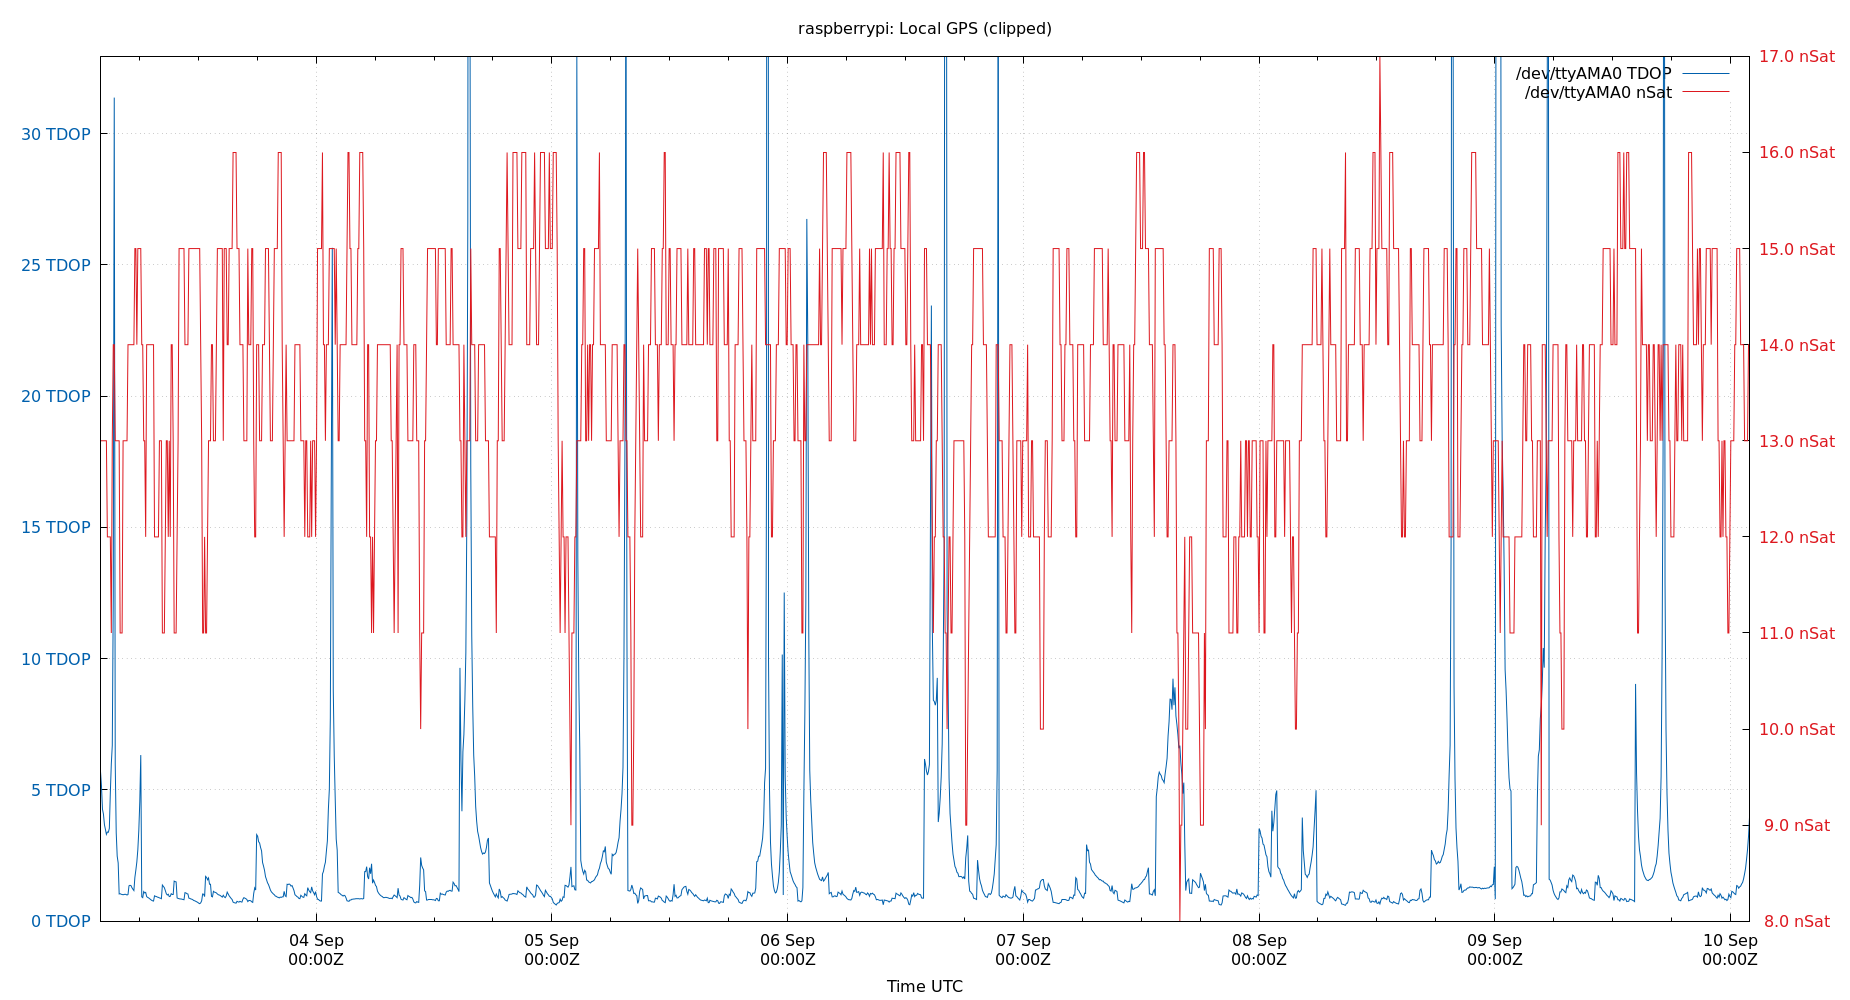 raspberrypi: Local GPS (clipped)
/dev/ttyAMA0 TDOP
/dev/ttyAMA0 nSat
30 TDOP
25 TDOP
20 TDOP
15 TDOP
10 TDOP
5 TDOP
0 TDOP
17.0 nSat
16.0 nSat
15.0 nSat
14.0 nSat
13.0 nSat
12.0 nSat
11.0 nSat
10.0 nSat
9.0 nSat
8.0 nSat
04 Sep
00:00Z
05 Sep
00:00Z
06 Sep
00:00Z
07 Sep
00:00Z
08 Sep
00:00Z
09 Sep
00:00Z
10 Sep
00:00Z
Time UTC